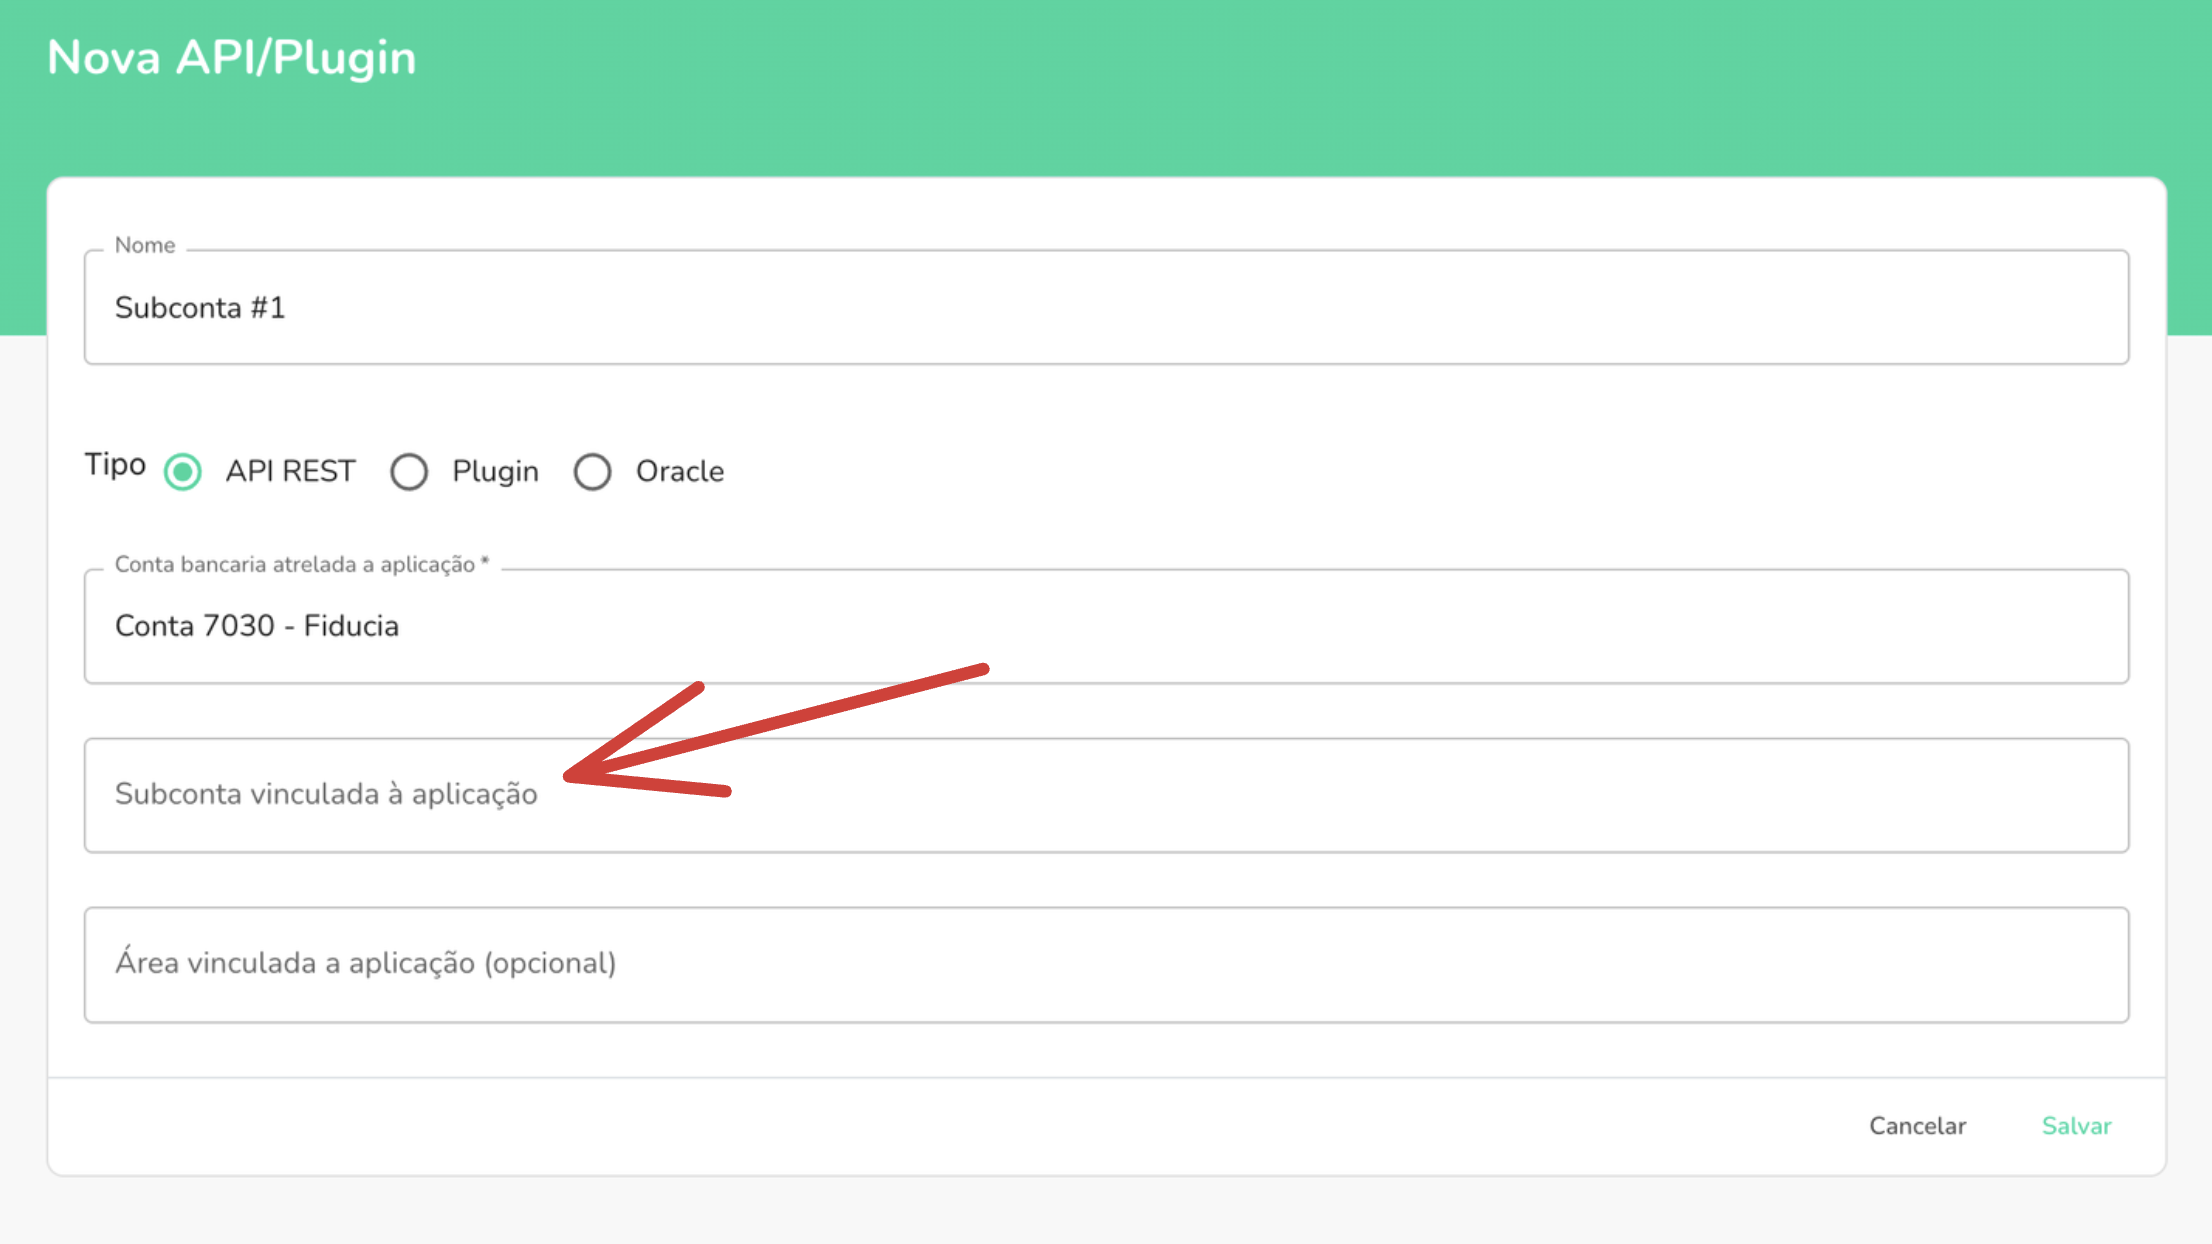 Nova API/Plugin
Nome
Subconta #1
Tipo API REST Plugin Oracle
Conta bancaria atrelada a aplicação *
Conta 7030 - Fiducia
Subconta vinculada à aplicação
Área vinculada a aplicação (opcional)
Cancelar Salvar